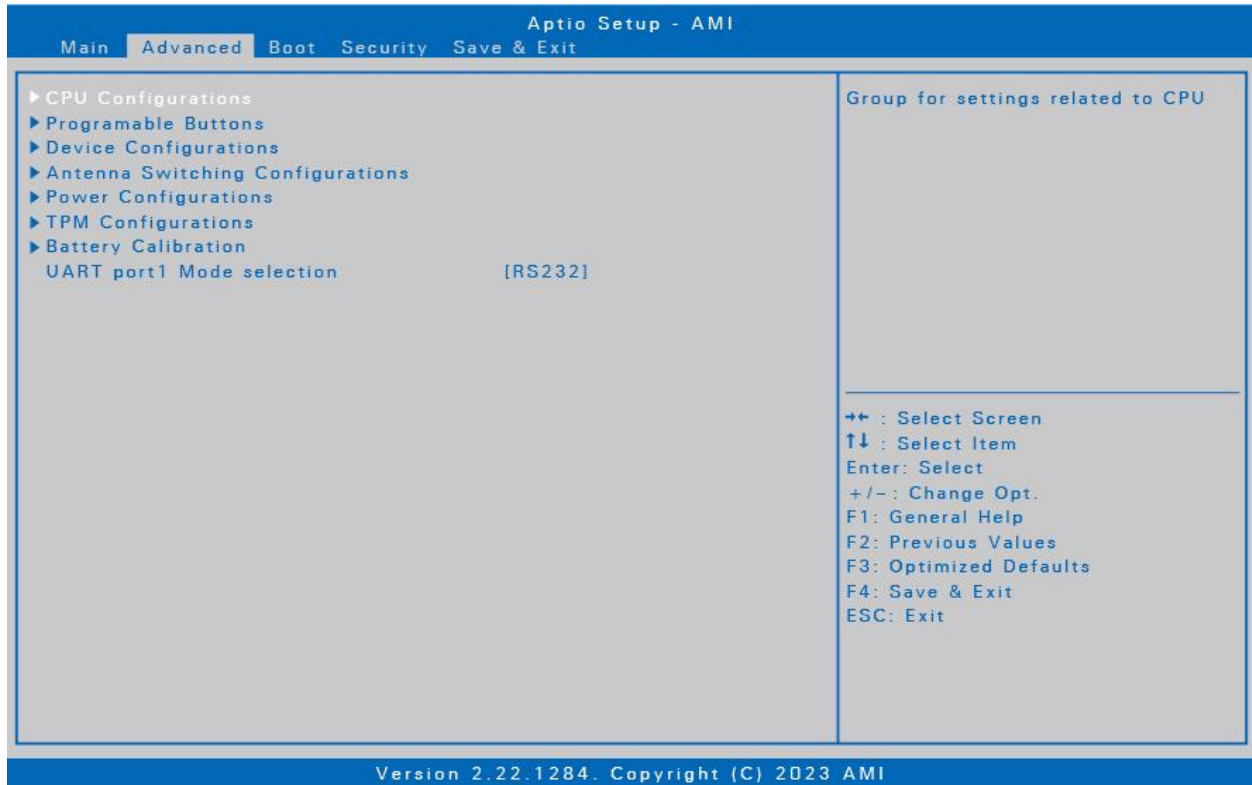 Aptio Setup - AMI
Main Advanced Boot Security Save & Exit
▶CPU Configurations
▶Programable Buttons
▶Device Configurations
▶Antenna Switching Configurations
▶Power Configurations
▶TPM Configurations
▶Battery Calibration
UART port1 Mode selection [RS232]
Group for settings related to CPU
→← : Select Screen
↑↓ : Select Item
Enter: Select
+/-: Change Opt.
F1: General Help
F2: Previous Values
F3: Optimized Defaults
F4: Save & Exit
ESC: Exit
Version 2.22.1284. Copyright (C) 2023 AMI